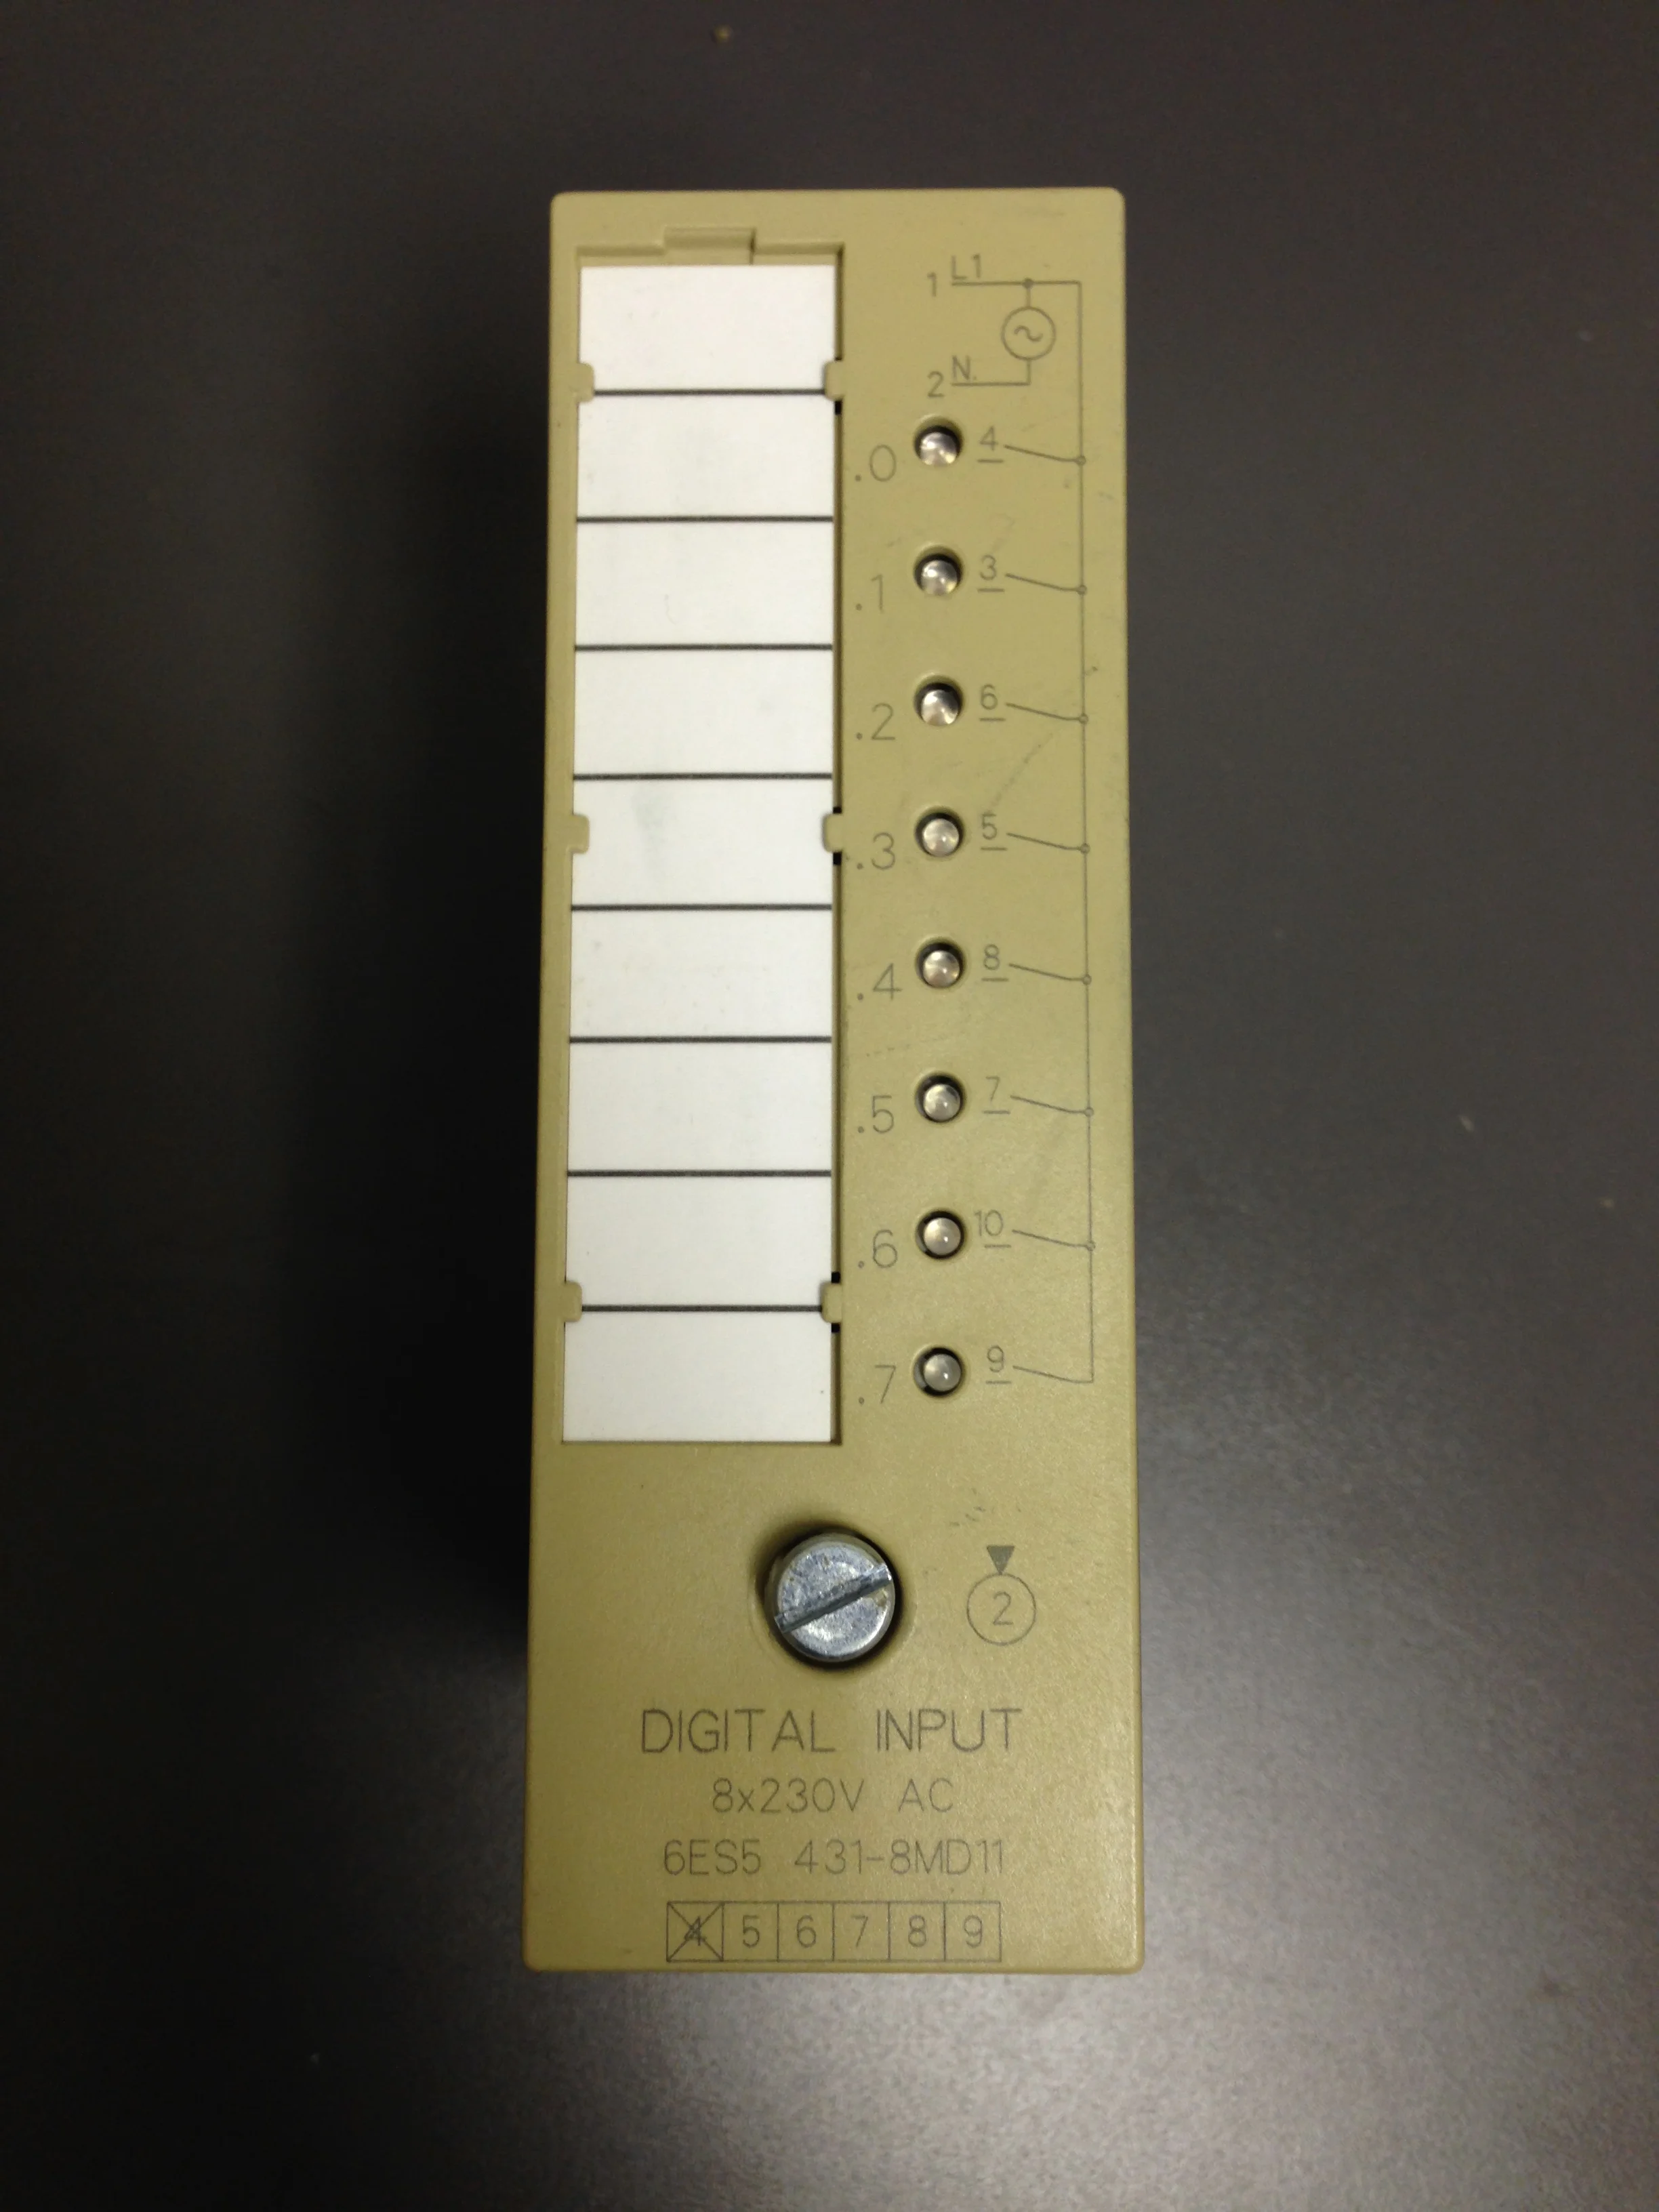 1 L1
2 N.
.0 4
.1 3
.2 6
.3 5
.4 8
.5 7
.6 10
.7 9
2
DIGITAL INPUT
8x230V AC
6ES5 431-8MD11
4 5 6 7 8 9